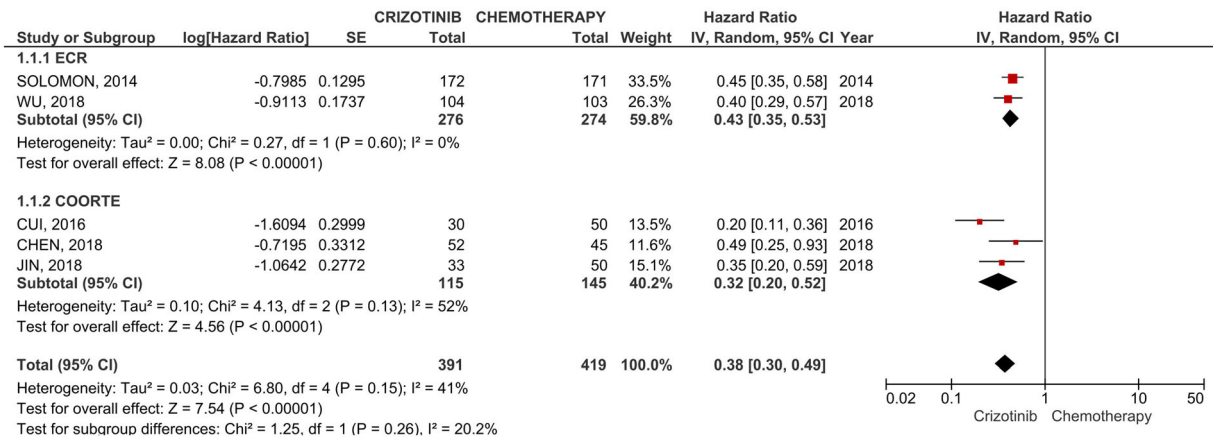 CRIZOTINIB CHEMOTHERAPY Hazard Ratio Hazard Ratio
Study or Subgroup log[Hazard Ratio] SE Total Total Weight IV, Random, 95% CI Year IV, Random, 95% CI
1.1.1 ECR
SOLOMON, 2014 -0.7985 0.1295 172 171 33.5% 0.45 [0.35, 0.58] 2014
WU, 2018 -0.9113 0.1737 104 103 26.3% 0.40 [0.29, 0.57] 2018
Subtotal (95% CI) 276 274 59.8% 0.43 [0.35, 0.53]
Heterogeneity: Tau² = 0.00; Chi² = 0.27, df = 1 (P = 0.60); I² = 0%
Test for overall effect: Z = 8.08 (P < 0.00001)
1.1.2 COORTE
CUI, 2016 -1.6094 0.2999 30 50 13.5% 0.20 [0.11, 0.36] 2016
CHEN, 2018 -0.7195 0.3312 52 45 11.6% 0.49 [0.25, 0.93] 2018
JIN, 2018 -1.0642 0.2772 33 50 15.1% 0.35 [0.20, 0.59] 2018
Subtotal (95% CI) 115 145 40.2% 0.32 [0.20, 0.52]
Heterogeneity: Tau² = 0.10; Chi² = 4.13, df = 2 (P = 0.13); I² = 52%
Test for overall effect: Z = 4.56 (P < 0.00001)
Total (95% CI) 391 419 100.0% 0.38 [0.30, 0.49]
Heterogeneity: Tau² = 0.03; Chi² = 6.80, df = 4 (P = 0.15); I² = 41%
Test for overall effect: Z = 7.54 (P < 0.00001)
Test for subgroup differences: Chi² = 1.25, df = 1 (P = 0.26), I² = 20.2%
0.02 0.1 1 10 50
Crizotinib Chemotherapy